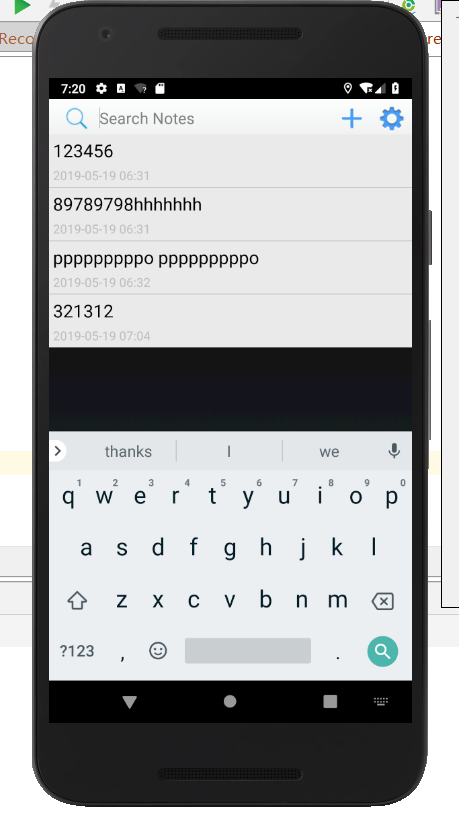 Reco
re
7:20
Search Notes
123456
2019-05-19 06:31
89789798hhhhhhh
2019-05-19 06:31
pppppppppo pppppppppo
2019-05-19 06:32
321312
2019-05-19 07:04
thanks I we
1 2 3 4 5 6 7 8 9 0
q w e r t y u i o p
a s d f g h j k l
z x c v b n m
?123 , .